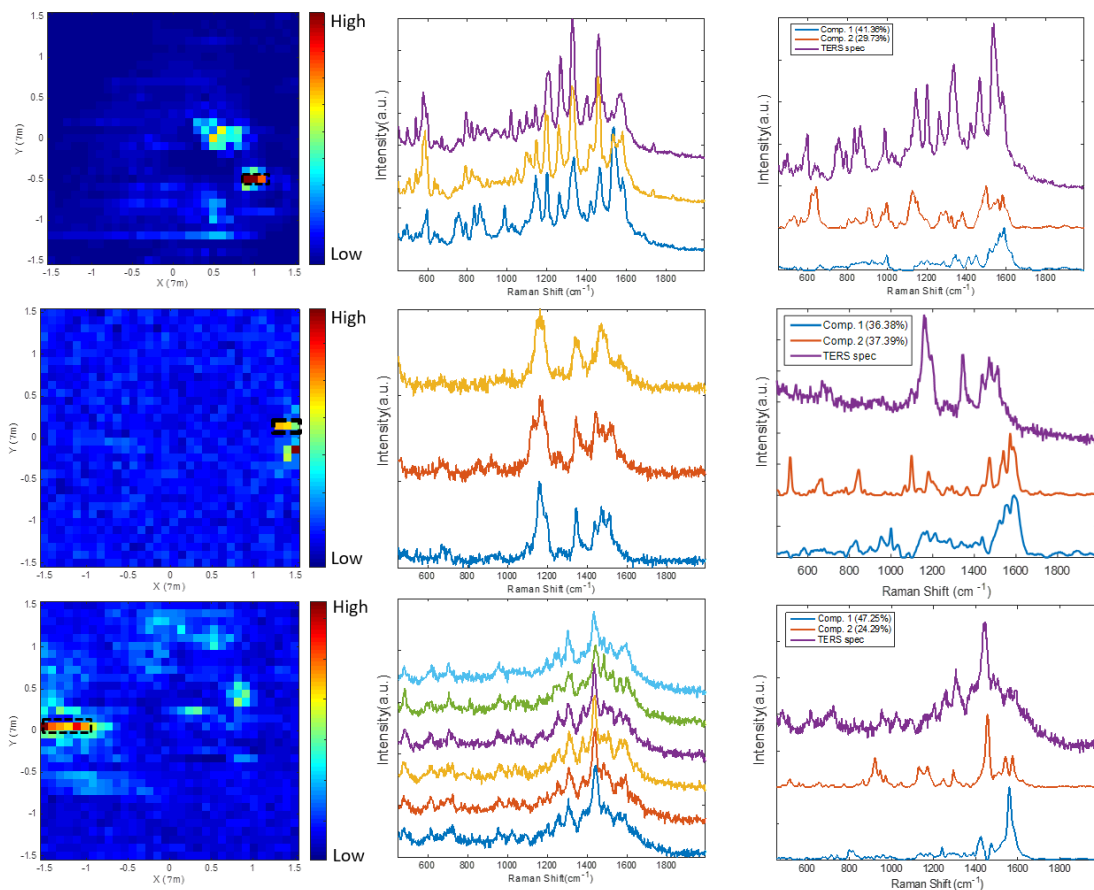 High
Low
1.5
1
0.5
0
-0.5
-1
-1.5
Y (7m)
-1.5 -1 -0.5 0 0.5 1 1.5
X (7m)
Intensity(a.u.)
600 800 1000 1200 1400 1600 1800
Raman Shift(cm-1)
Comp. 1 (41.36%)
Comp. 2 (29.73%)
TERS spec
Intensity(a.u.)
600 800 1000 1200 1400 1600 1800
Raman Shift (cm-1)
High
Low
1.5
1
0.5
0
-0.5
-1
-1.5
Y (7m)
-1.5 -1 -0.5 0 0.5 1 1.5
X (7m)
Intensity(a.u.)
600 800 1000 1200 1400 1600 1800
Raman Shift(cm-1)
Comp. 1 (36.38%)
Comp. 2 (37.39%)
TERS spec
Intensity(a.u.)
600 800 1000 1200 1400 1600 1800
Raman Shift (cm-1)
High
Low
1.5
1
0.5
0
-0.5
-1
-1.5
Y (7m)
-1.5 -1 -0.5 0 0.5 1 1.5
X (7m)
Intensity(a.u.)
600 800 1000 1200 1400 1600 1800
Raman Shift(cm-1)
Comp. 1 (47.25%)
Comp. 2 (24.29%)
TERS spec
Intensity(a.u.)
600 800 1000 1200 1400 1600 1800
Raman Shift (cm-1)